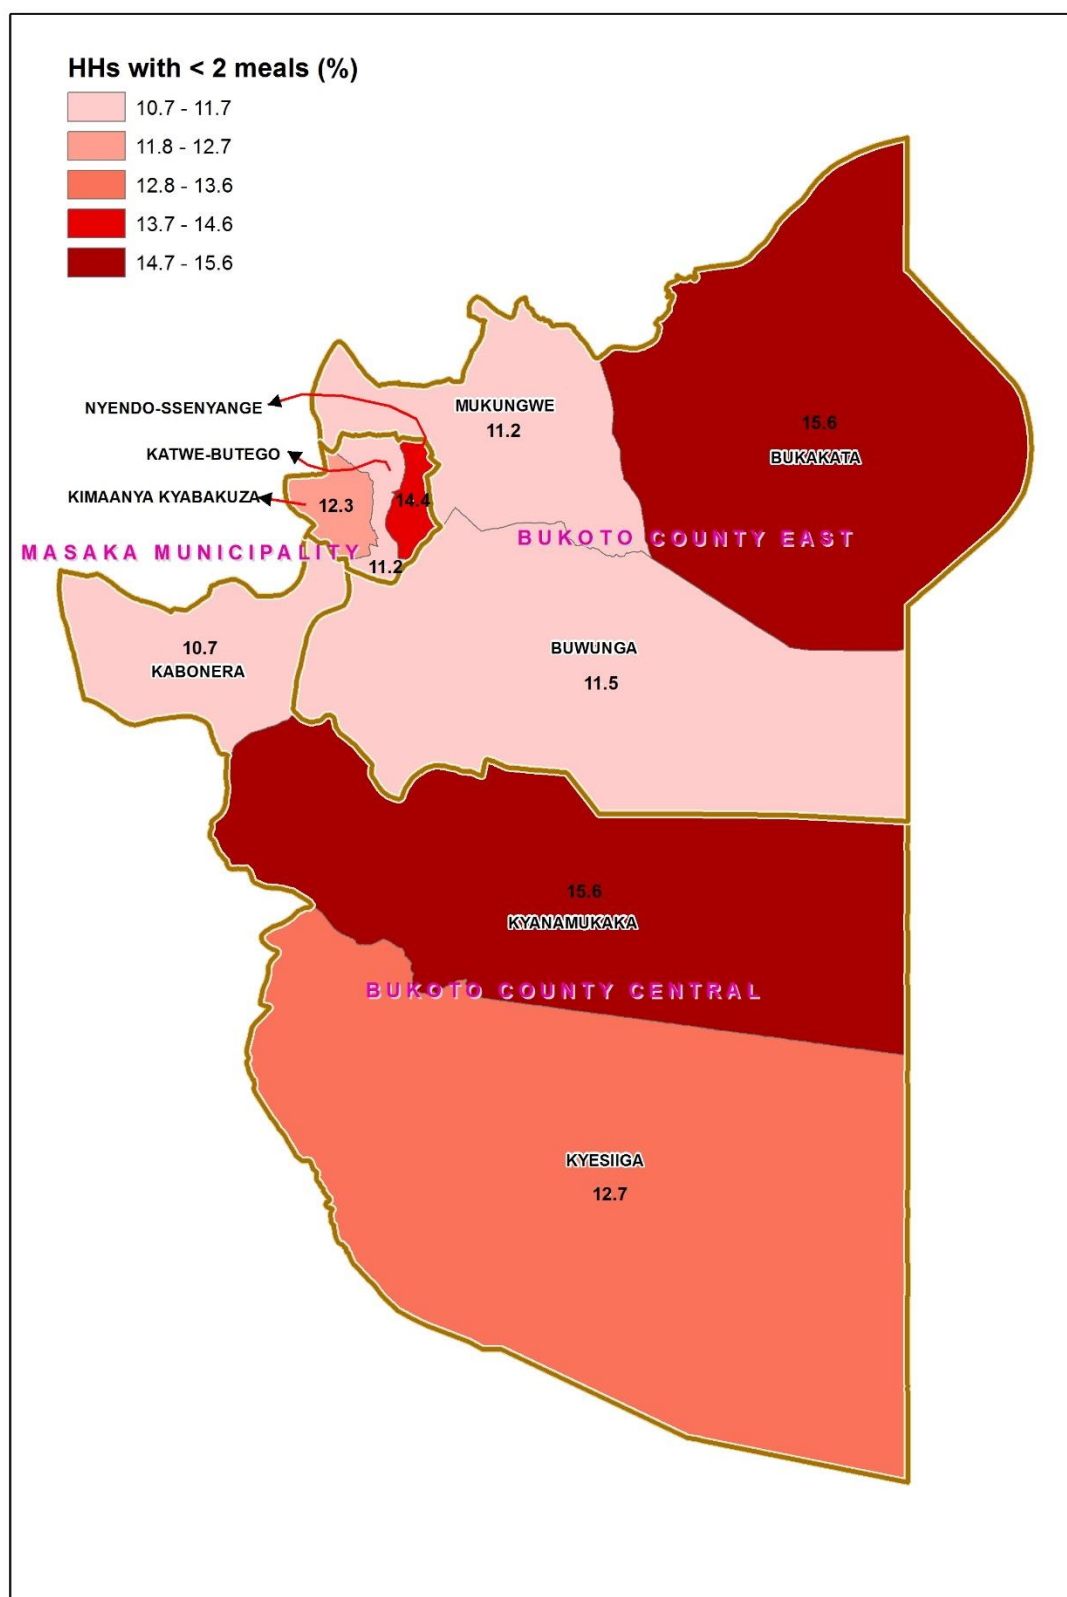 HHs with < 2 meals (%)
10.7 - 11.7
11.8 - 12.7
12.8 - 13.6
13.7 - 14.6
14.7 - 15.6
NYENDO-SSENYANGE
MUKUNGWE
11.2
15.6
BUKAKATA
KATWE-BUTEGO
KIMAANYA KYABAKUZA
12.3
14.4
MASAKA MUNICIPALITY
BUKOTO COUNTY EAST
11.2
10.7
KABONERA
BUWUNGA
11.5
15.6
KYANAMUKAKA
BUKOTO COUNTY CENTRAL
KYESIIGA
12.7